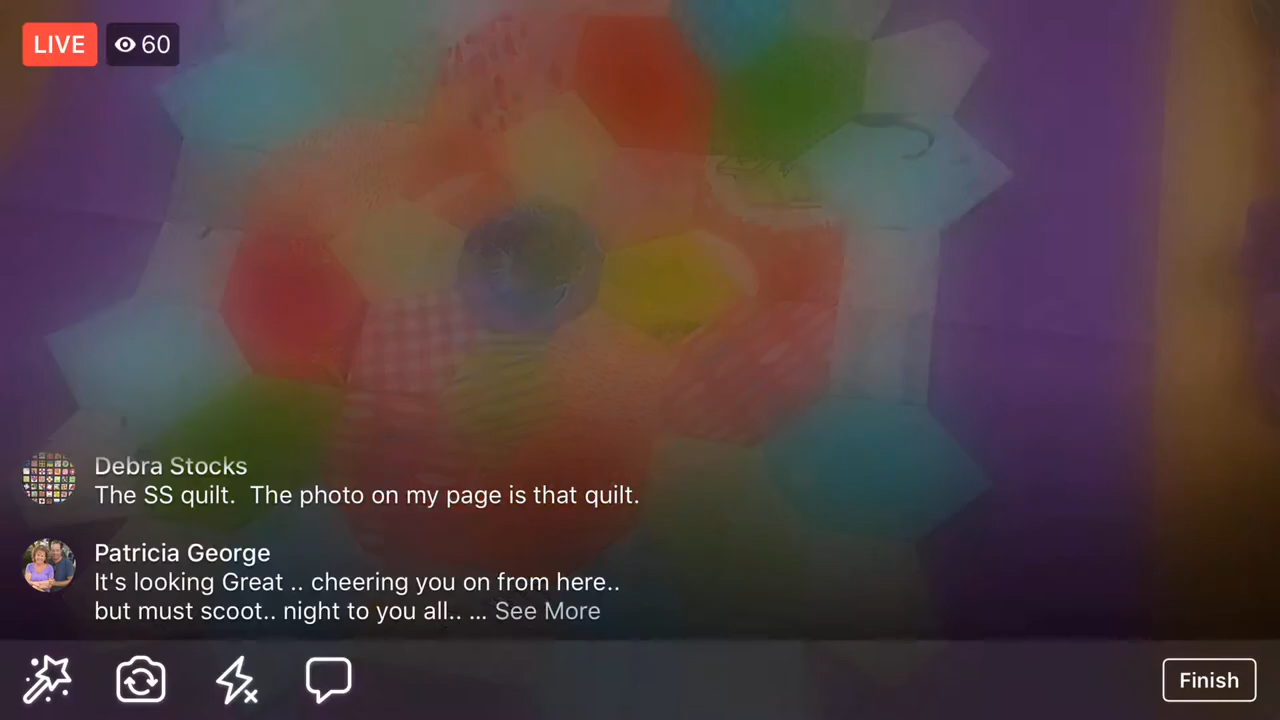 LIVE 60
Debra Stocks
The SS quilt.  The photo on my page is that quilt.
Patricia George
It's looking Great .. cheering you on from here..
but must scoot.. night to you all.. ... See More
Finish